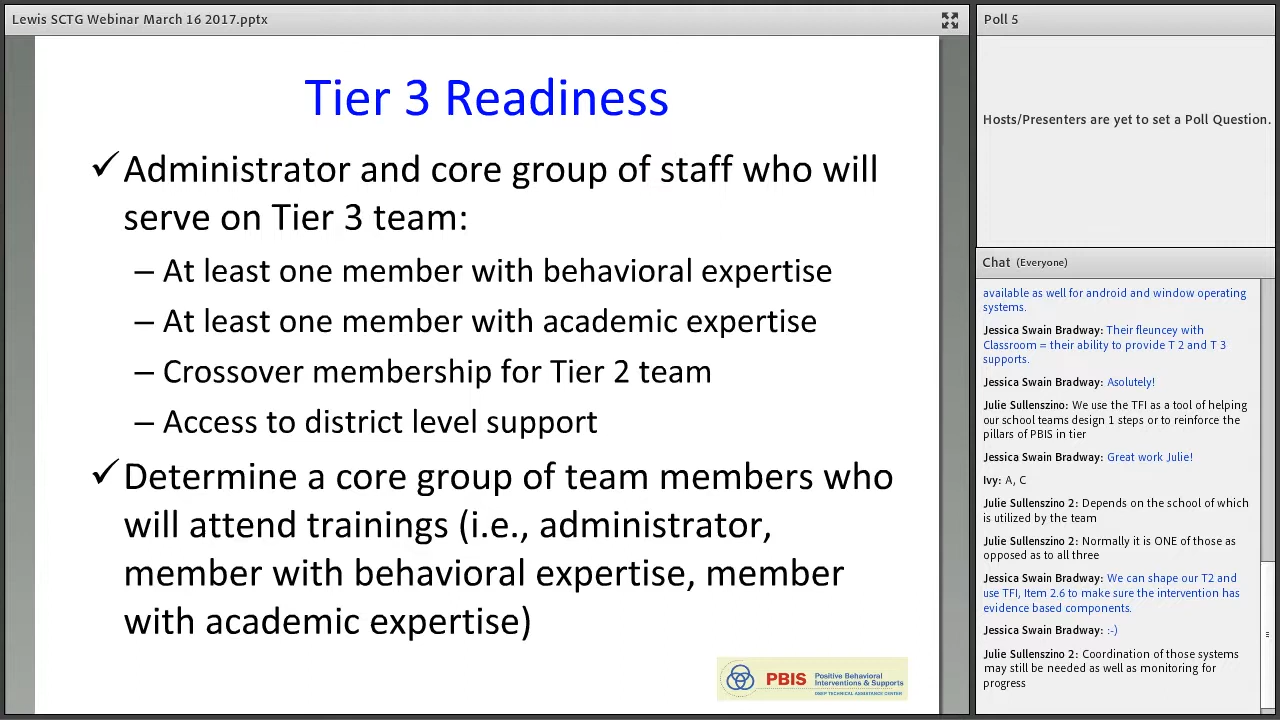 Lewis SCTG Webinar March 16 2017.pptx
Tier 3 Readiness
✓Administrator and core group of staff who will
serve on Tier 3 team:
– At least one member with behavioral expertise
– At least one member with academic expertise
– Crossover membership for Tier 2 team
– Access to district level support
✓Determine a core group of team members who
will attend trainings (i.e., administrator,
member with behavioral expertise, member
with academic expertise)
PBIS
Positive Behavioral
Interventions & Supports
OSEP TECHNICAL ASSISTANCE CENTER
Poll 5
Hosts/Presenters are yet to set a Poll Question.
Chat (Everyone)
available as well for android and window operating
systems.
Jessica Swain Bradway: Their fleuncey with
Classroom = their ability to provide T 2 and T 3
supports.
Jessica Swain Bradway: Asolutely!
Julie Sullenszino: We use the TFI as a tool of helping
our school teams design 1 steps or to reinforce the
pillars of PBIS in tier
Jessica Swain Bradway: Great work Julie!
Ivy: A, C
Julie Sullenszino 2: Depends on the school of which
is utilized by the team
Julie Sullenszino 2: Normally it is ONE of those as
opposed as to all three
Jessica Swain Bradway: We can shape our T2 and
use TFI, Item 2.6 to make sure the intervention has
evidence based components.
Jessica Swain Bradway: :-)
Julie Sullenszino 2: Coordination of those systems
may still be needed as well as monitoring for
progress